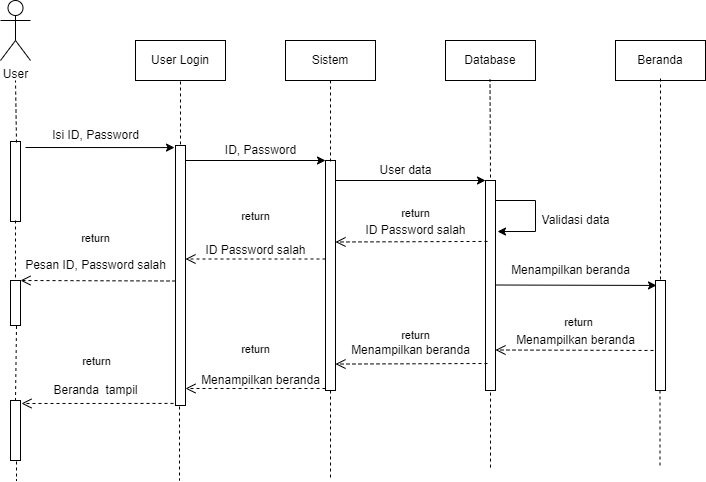 User
User Login
Sistem
Database
Beranda
Isi ID, Password
ID, Password
User data
Validasi data
return
ID Password salah
return
ID Password salah
return
Pesan ID, Password salah
Menampilkan beranda
return
Menampilkan beranda
return
Menampilkan beranda
return
Menampilkan beranda
return
Beranda tampil